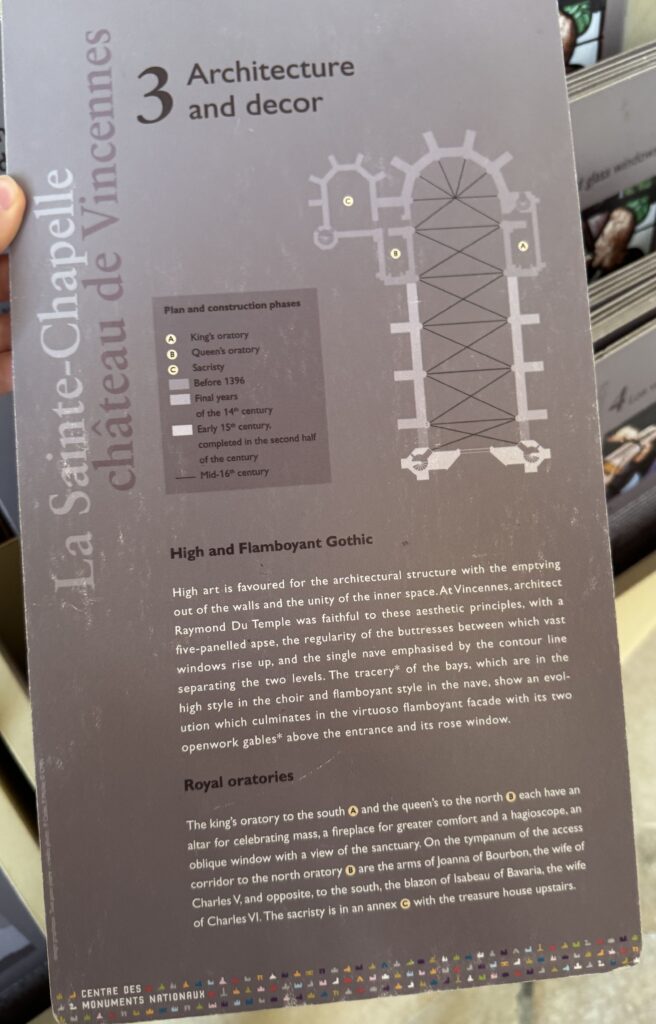 La Sainte-Chapelle
château de Vincennes
3 Architecture
and decor
C
B
A
Plan and construction phases
A King's oratory
B Queen's oratory
C Sacristy
Before 1396
Final years
of the 14th century
Early 15th century,
completed in the second half
of the century
Mid-16th century
High and Flamboyant Gothic
High art is favoured for the architectural structure with the emptying
out of the walls and the unity of the inner space. At Vincennes, architect
Raymond Du Temple was faithful to these aesthetic principles, with a
five-panelled apse, the regularity of the buttresses between which vast
windows rise up, and the single nave emphasised by the contour line
separating the two levels. The tracery* of the bays, which are in the
high style in the choir and flamboyant style in the nave, show an evol-
ution which culminates in the virtuoso flamboyant facade with its two
openwork gables* above the entrance and its rose window.
Royal oratories
The king's oratory to the south A and the queen's to the north B each have an
altar for celebrating mass, a fireplace for greater comfort and a hagioscope, an
oblique window with a view of the sanctuary. On the tympanum of the access
corridor to the north oratory B are the arms of Joanna of Bourbon, the wife of
Charles V, and opposite, to the south, the blazon of Isabeau of Bavaria, the wife
of Charles VI. The sacristy is in an annex C with the treasure house upstairs.
CENTRE DES
MONUMENTS NATIONAUX
glass windows
4